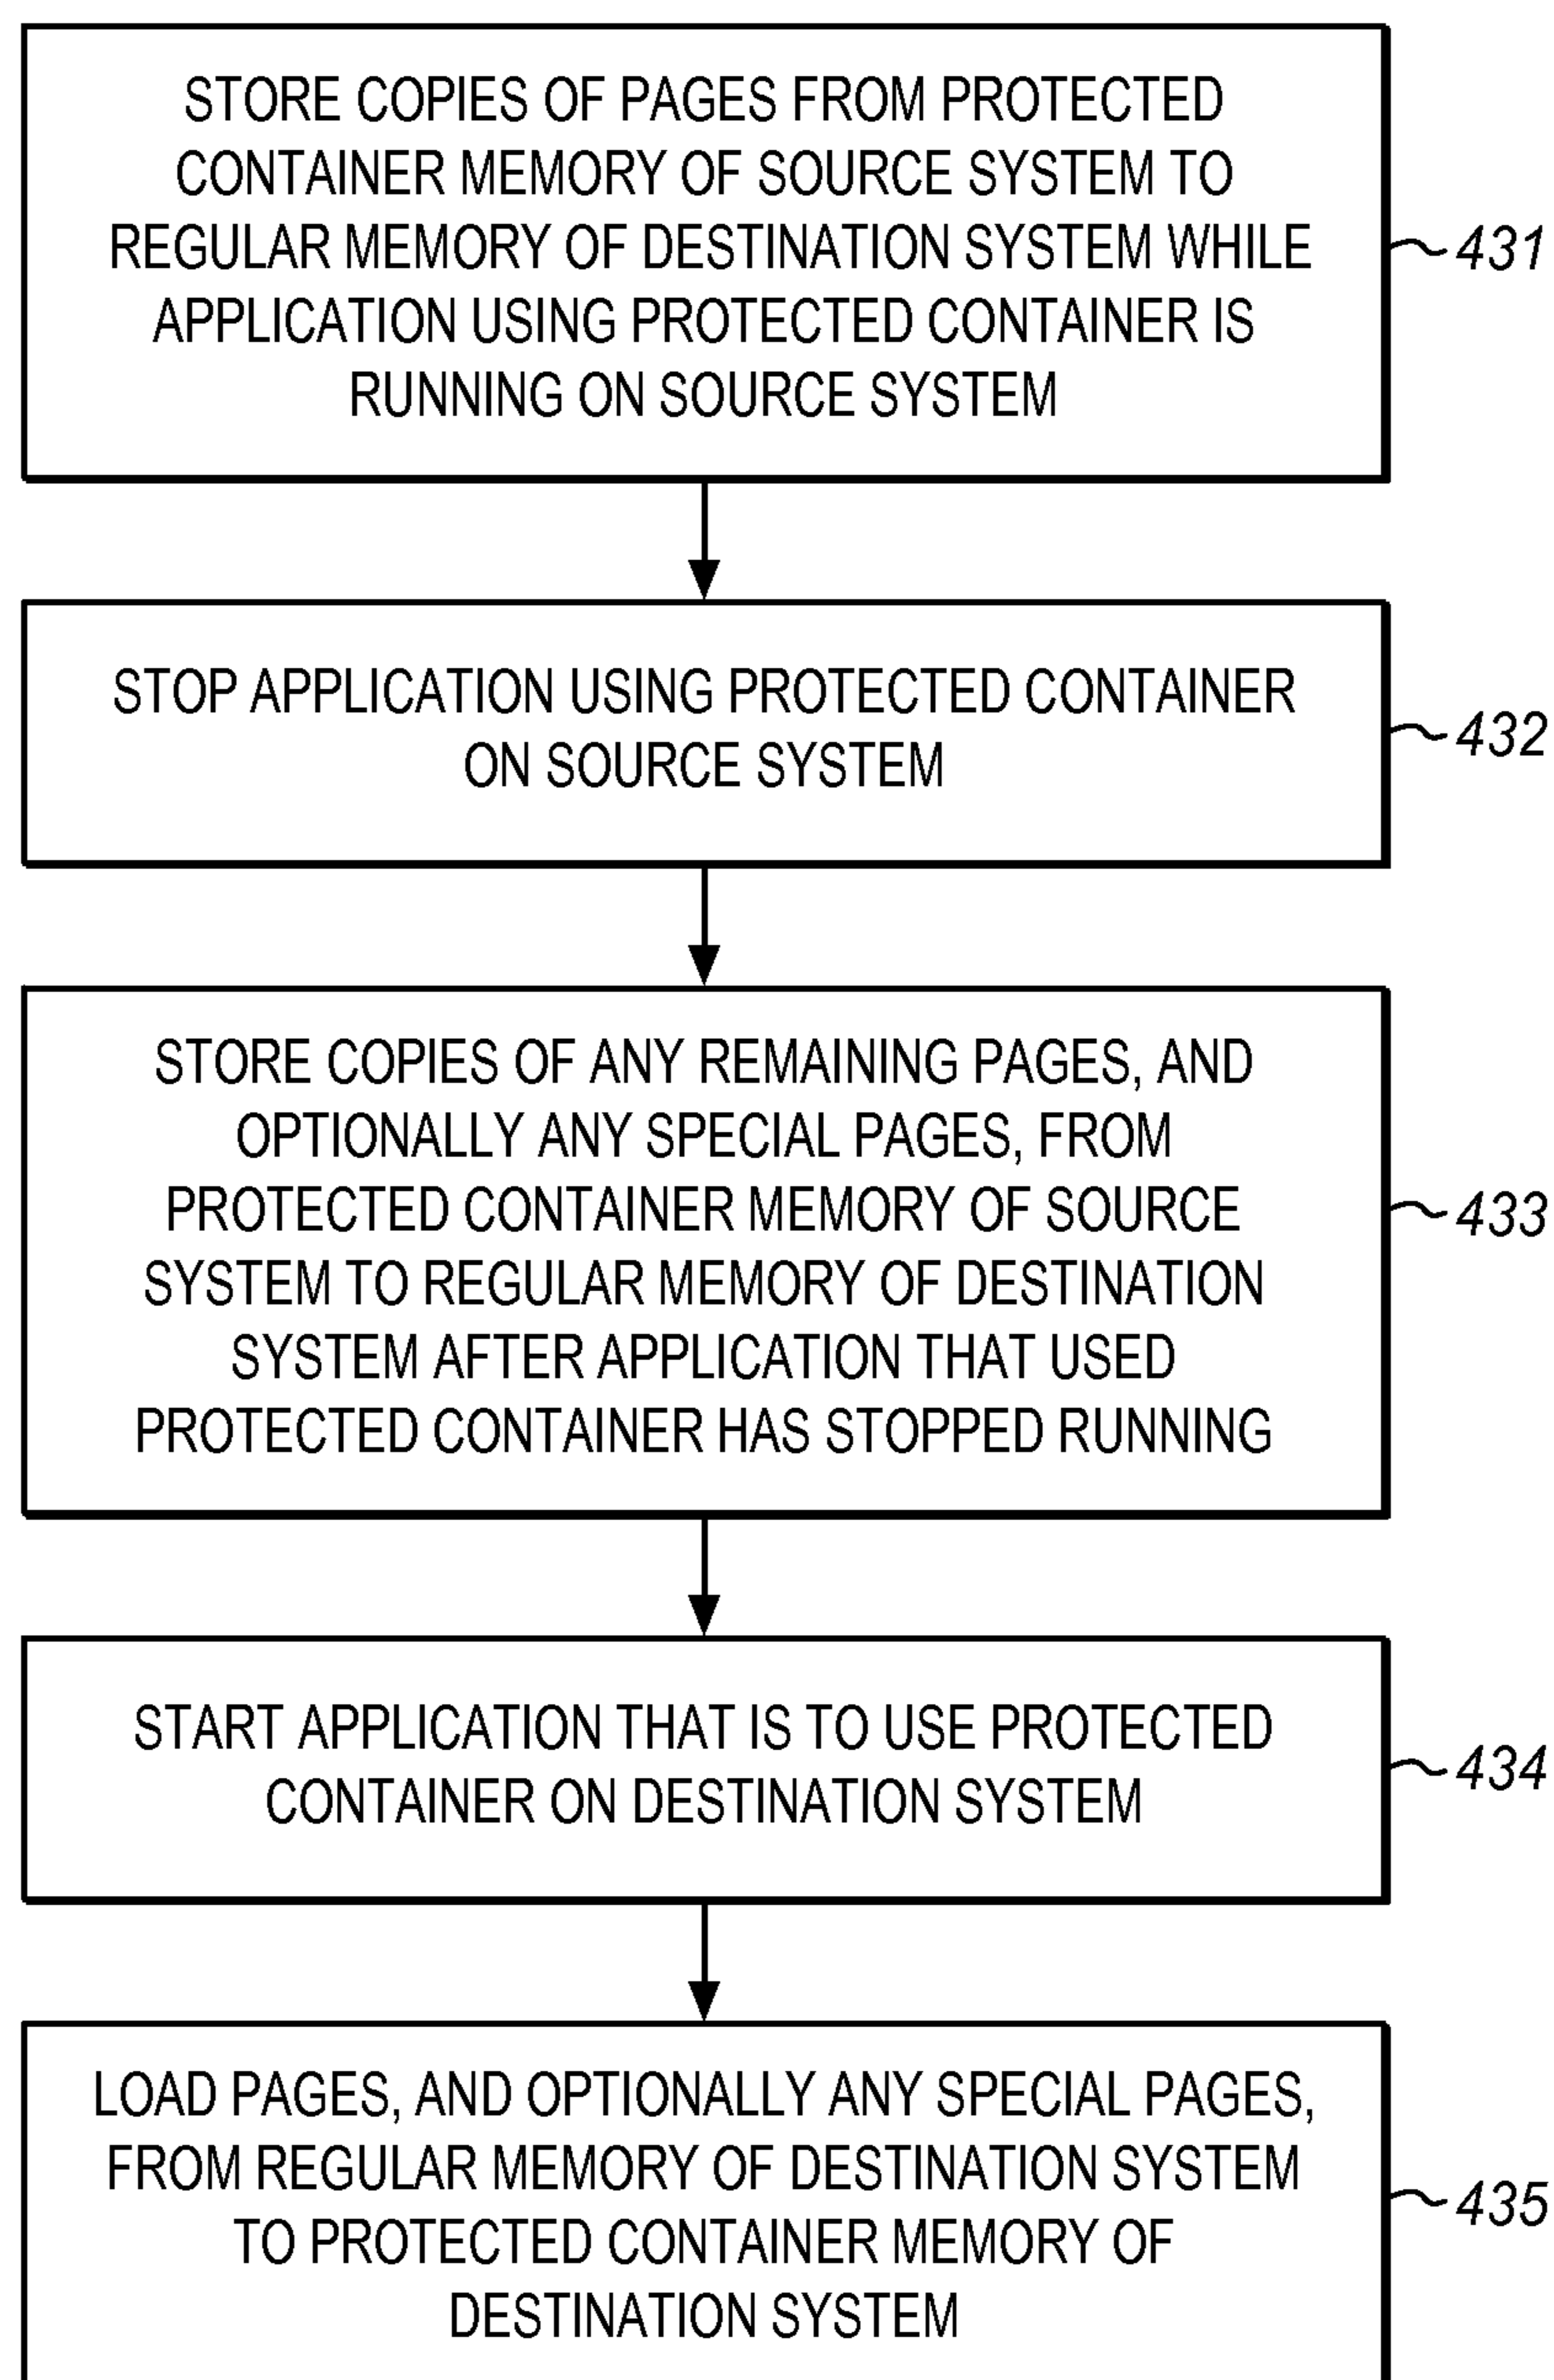 STORE COPIES OF PAGES FROM PROTECTED
CONTAINER MEMORY OF SOURCE SYSTEM TO
REGULAR MEMORY OF DESTINATION SYSTEM WHILE
APPLICATION USING PROTECTED CONTAINER IS
RUNNING ON SOURCE SYSTEM
431
STOP APPLICATION USING PROTECTED CONTAINER
ON SOURCE SYSTEM
432
STORE COPIES OF ANY REMAINING PAGES, AND
OPTIONALLY ANY SPECIAL PAGES, FROM
PROTECTED CONTAINER MEMORY OF SOURCE
SYSTEM TO REGULAR MEMORY OF DESTINATION
SYSTEM AFTER APPLICATION THAT USED
PROTECTED CONTAINER HAS STOPPED RUNNING
433
START APPLICATION THAT IS TO USE PROTECTED
CONTAINER ON DESTINATION SYSTEM
434
LOAD PAGES, AND OPTIONALLY ANY SPECIAL PAGES,
FROM REGULAR MEMORY OF DESTINATION SYSTEM
TO PROTECTED CONTAINER MEMORY OF
DESTINATION SYSTEM
435